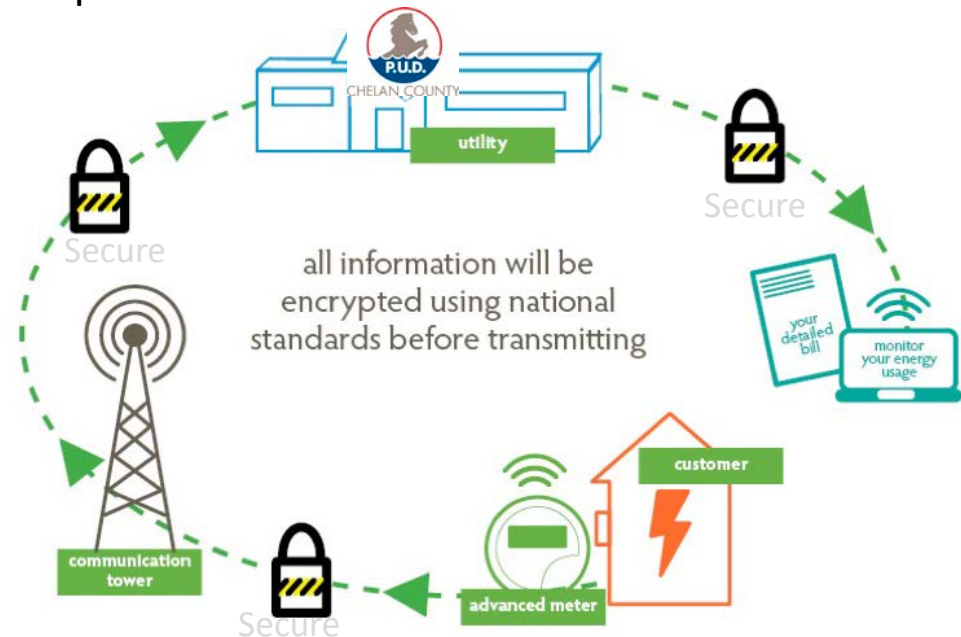 P.U.D.
CHELAN COUNTY
utility
Secure
Secure
all information will be
encrypted using national
standards before transmitting
your
detailed
bill
monitor
your energy
usage
customer
communication
tower
advanced meter
Secure